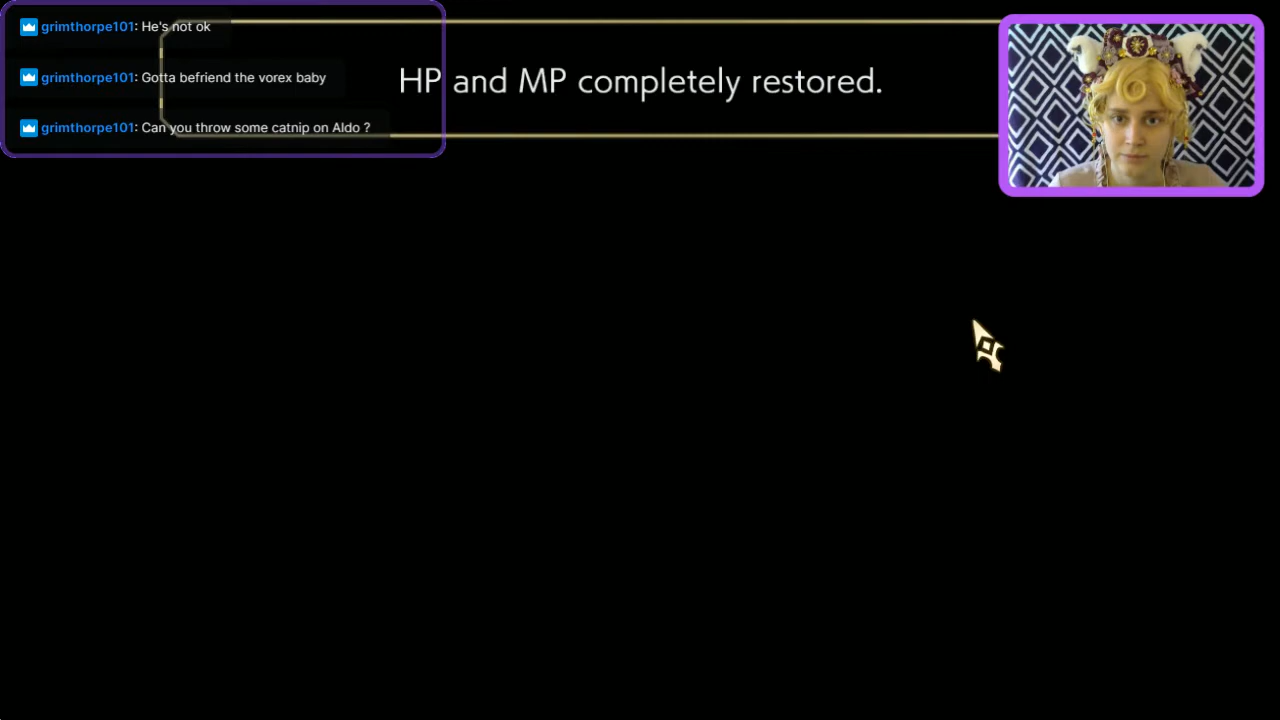 grimthorpe101: He's not ok
grimthorpe101: Gotta befriend the vorex baby
HP and MP completely restored.
grimthorpe101: Can you throw some catnip on Aldo ?